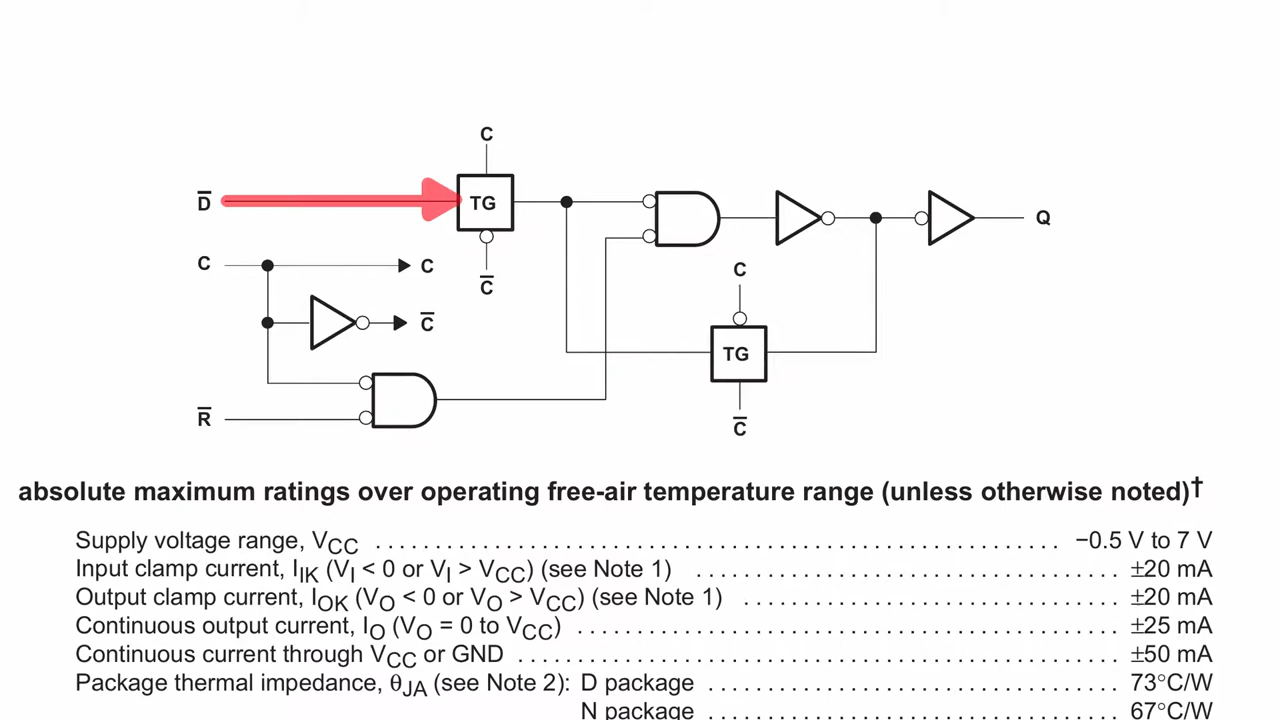 C
D̅ TG Q
C C C̅ C
C̅
TG
C̅
R̅
absolute maximum ratings over operating free-air temperature range (unless otherwise noted)†
Supply voltage range, VCC . . . . . . . . . . . . . . . . . . . . . . . . . . . . . . . . . . . . . . . . . . . . . . . . . . . . . . . . . . −0.5 V to 7 V
Input clamp current, IIK (VI < 0 or VI > VCC) (see Note 1) . . . . . . . . . . . . . . . . . . . . . . . . . . . . . . . . . . . . ±20 mA
Output clamp current, IOK (VO < 0 or VO > VCC) (see Note 1) . . . . . . . . . . . . . . . . . . . . . . . . . . . . . . . . ±20 mA
Continuous output current, IO (VO = 0 to VCC) . . . . . . . . . . . . . . . . . . . . . . . . . . . . . . . . . . . . . . . . . . . . . . ±25 mA
Continuous current through VCC or GND . . . . . . . . . . . . . . . . . . . . . . . . . . . . . . . . . . . . . . . . . . . . . . . . . . . ±50 mA
Package thermal impedance, θJA (see Note 2): D package . . . . . . . . . . . . . . . . . . . . . . . . . . . . . . . . . . . 73°C/W
N package . . . . . . . . . . . . . . . . . . . . . . . . . . . . . . . . . . . 67°C/W